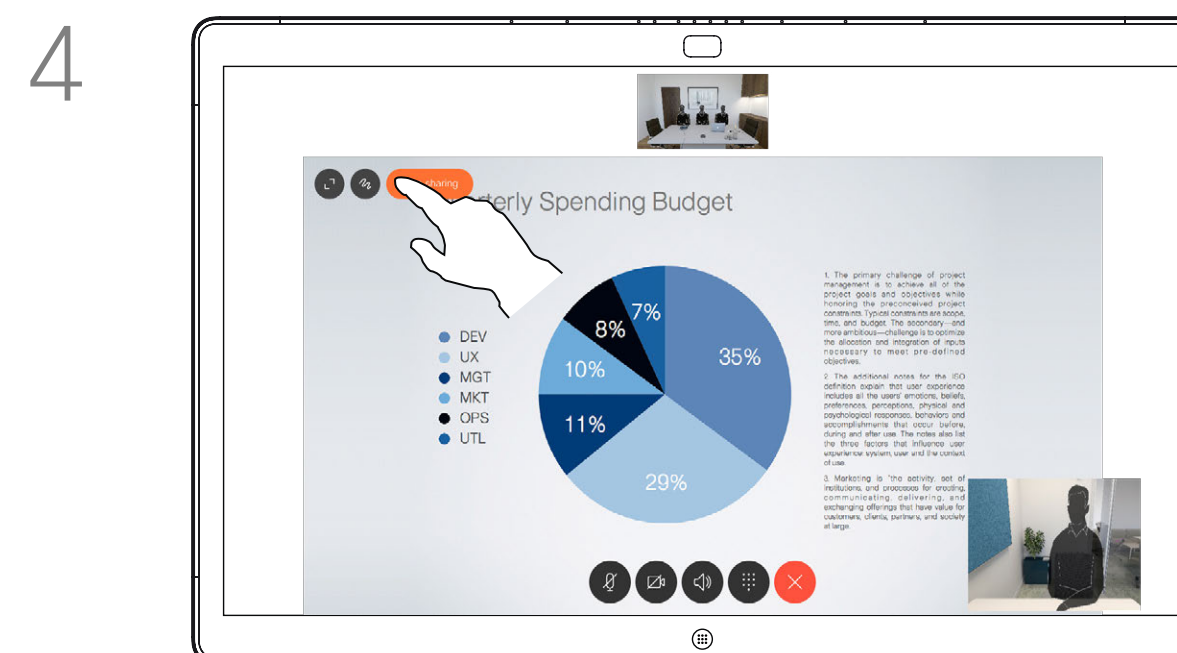 4
sharing
rterly Spending Budget
DEV
UX
MGT
MKT
OPS
UTL
7%
8%
35%
10%
11%
29%
1. The primary challenge of project
management is to achieve all of the
project goals and objectives while
honoring the preconceived project
constraints. Typical constraints are scope,
time, and budget. The secondary—and
more ambitious—challenge is to optimize
the allocation and integration of inputs
necessary to meet pre-defined
objectives.
2. The additional notes for the ISO
definition explain that user experience
includes all the users' emotions, beliefs,
preferences, perceptions, physical and
psychological responses, behaviors and
accomplishments that occur before,
during and after use. The notes also list
the three factors that influence user
experience: system, user and the context
of use.
3. Marketing is "the activity, set of
institutions, and processes for creating,
communicating, delivering, and
exchanging offerings that have value for
customers, clients, partners, and society
at large.